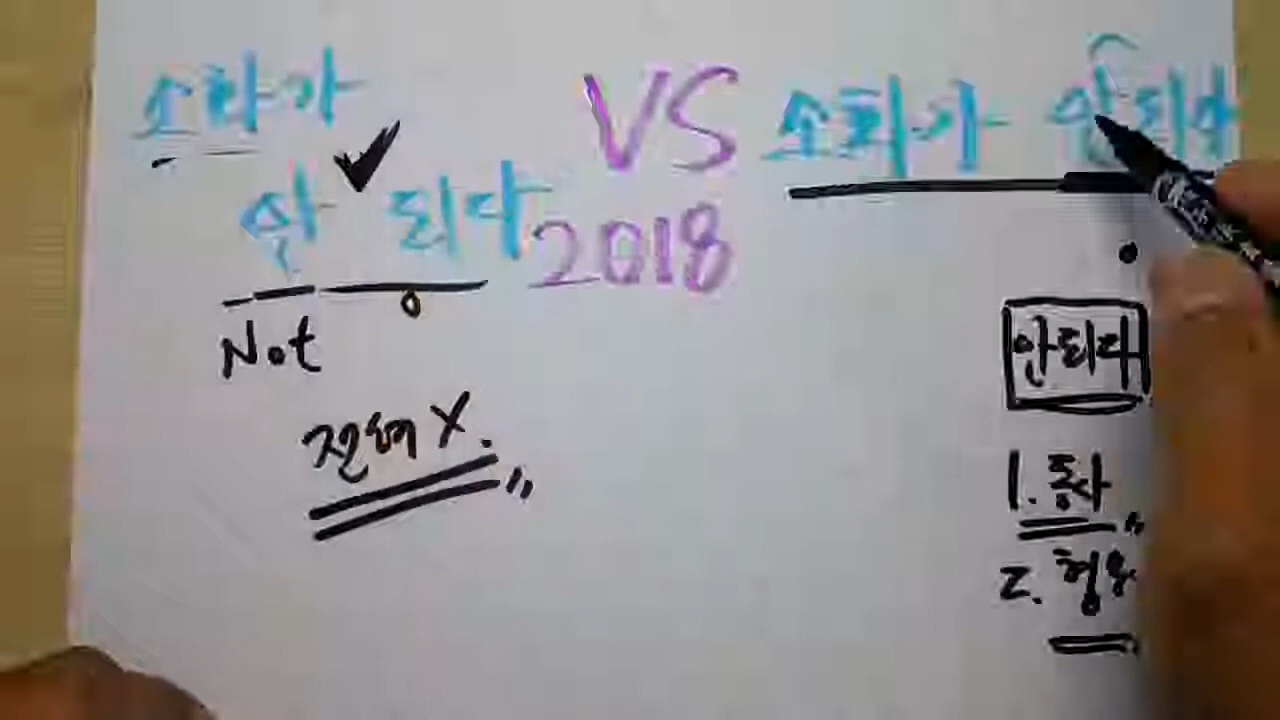 소화가
안 되다
Not
전혀 X.
VS
2018
소화가 안되다
안되다
1. 동사
2. 형용